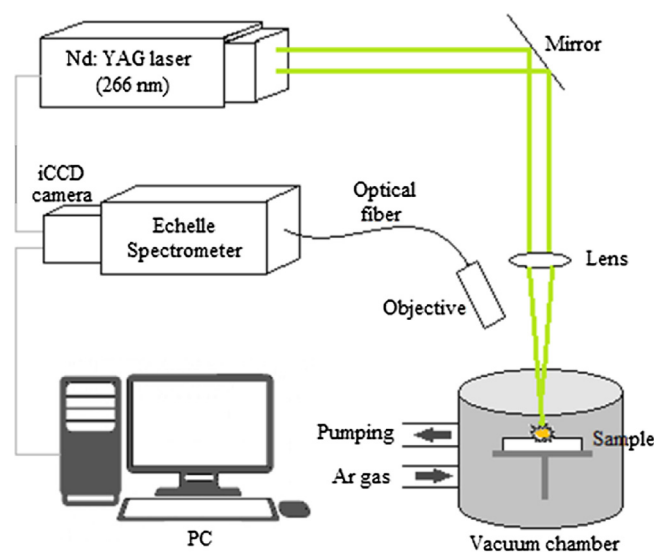 Nd: YAG laser
(266 nm)
Mirror
iCCD
camera
Echelle
Spectrometer
Optical
fiber
Lens
Objective
Pumping
Sample
Ar gas
PC
Vacuum chamber